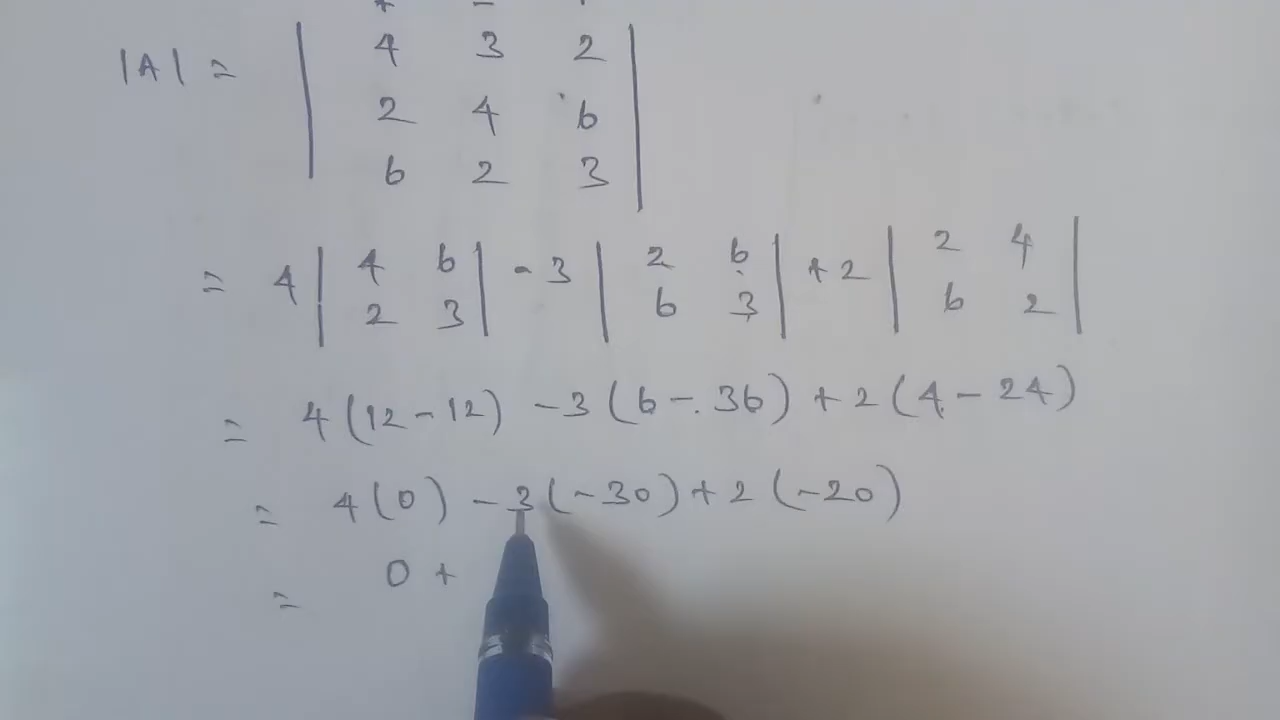 |A| = | 4 3 2 |
| 2 4 6 |
| 6 2 3 |
= 4 | 4 6 | - 3 | 2 6 | + 2 | 2 4 |
| 2 3 | | 6 3 | | 6 2 |
= 4 (12 - 12) - 3 (6 - 36) + 2 (4 - 24)
= 4 (0) - 3 (-30) + 2 (-20)
= 0 +